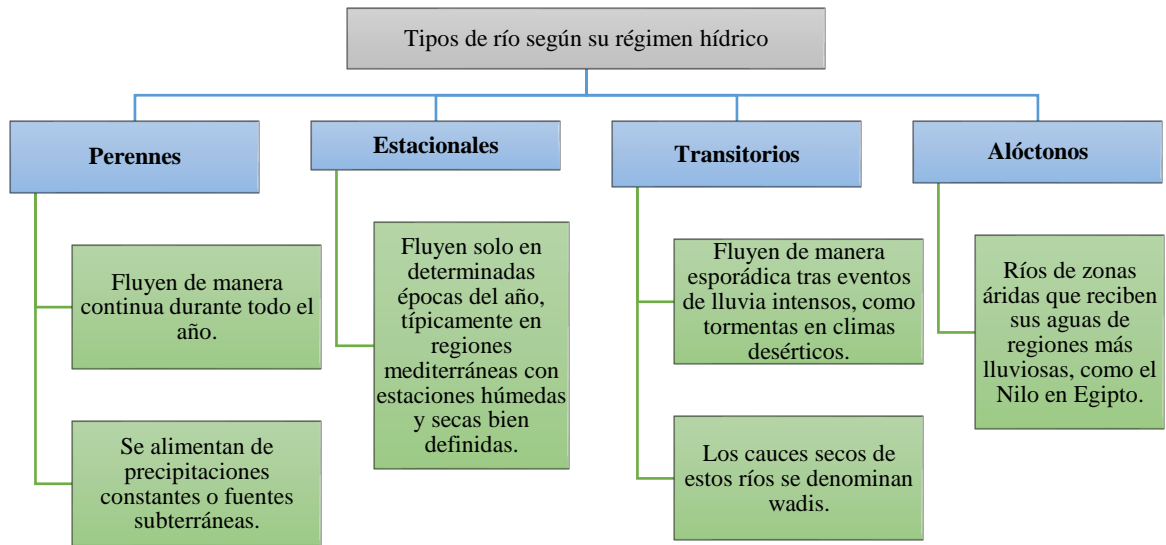 Tipos de río según su régimen hídrico
Perennes
Fluyen de manera
continua durante todo el
año.
Se alimentan de
precipitaciones
constantes o fuentes
subterráneas.
Estacionales
Fluyen solo en
determinadas
épocas del año,
típicamente en
regiones
mediterráneas con
estaciones húmedas
y secas bien
definidas.
Transitorios
Fluyen de manera
esporádica tras eventos
de lluvia intensos, como
tormentas en climas
desérticos.
Los cauces secos de
estos ríos se denominan
wadis.
Alóctonos
Ríos de zonas
áridas que reciben
sus aguas de
regiones más
lluviosas, como el
Nilo en Egipto.